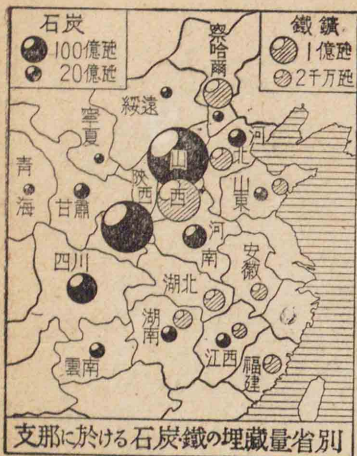 石炭
100億瓲
20億瓲
鐵鑛
1億瓲
2千万瓲
察哈爾
綏遠
寧夏
河北
山西
陝西
山東
青海
甘肅
河南
安徽
四川
湖北
湖南
江西
雲南
福建
支那に於ける石炭・鐵の埋藏量省別